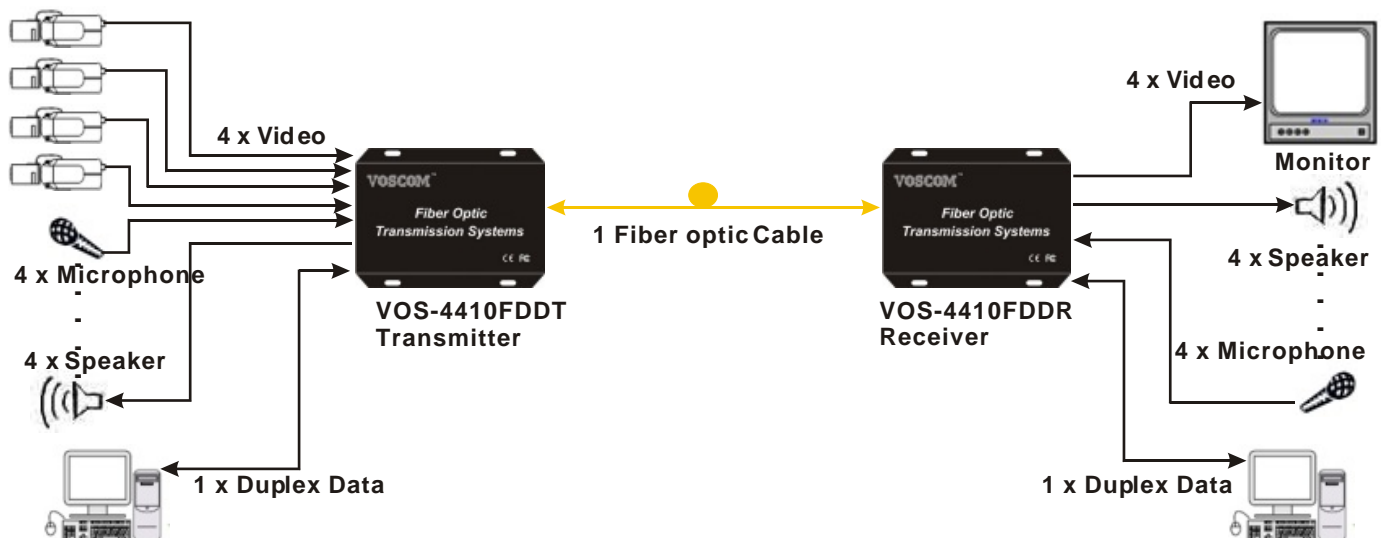 4 x Video
4 x Microphone
4 x Speaker
1 x Duplex Data
VOSCOM™
Fiber Optic
Transmission Systems
CE FC
VOS-4410FDDT
Transmitter
1 Fiber optic Cable
VOSCOM™
Fiber Optic
Transmission Systems
CE FC
VOS-4410FDDR
Receiver
4 x Video
Monitor
4 x Speaker
4 x Microphone
1 x Duplex Data